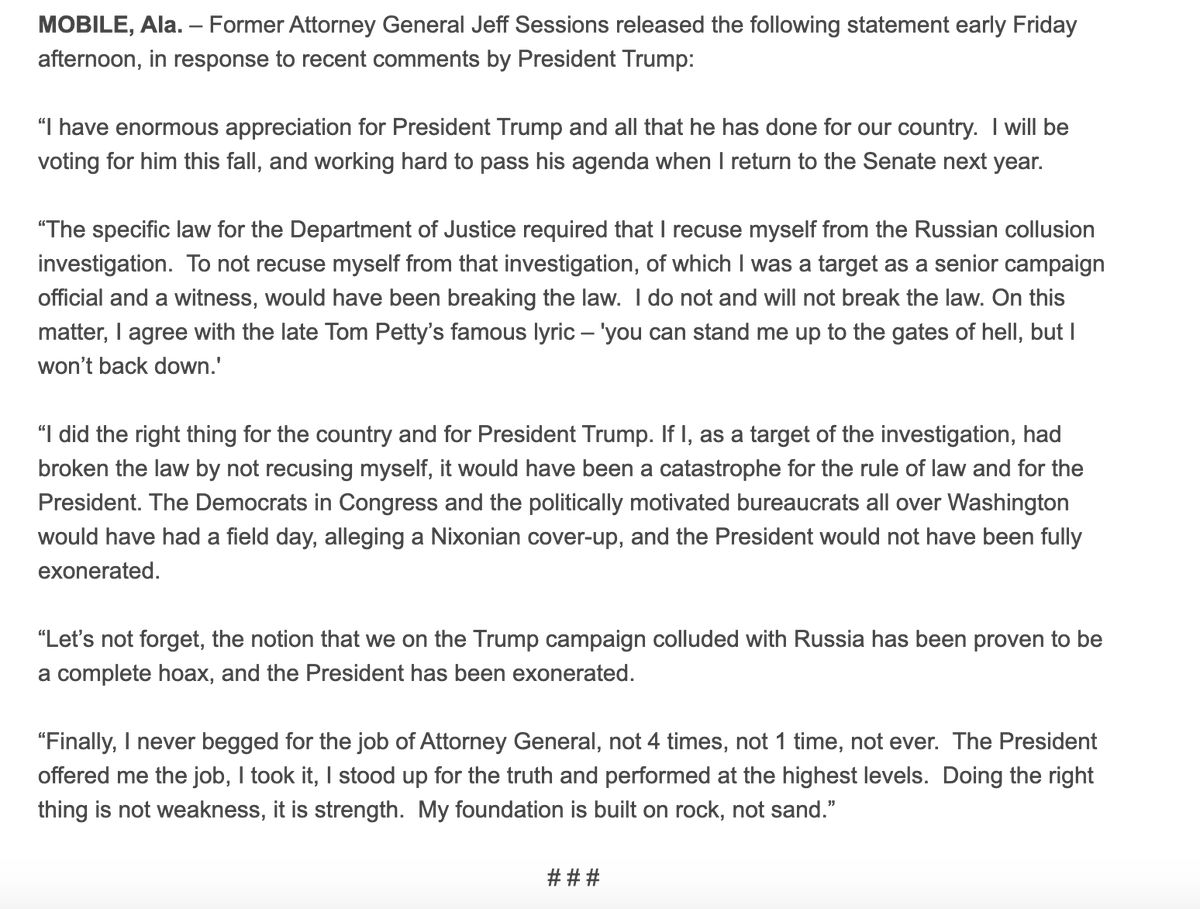 MOBILE, Ala. – Former Attorney General Jeff Sessions released the following statement early Friday
afternoon, in response to recent comments by President Trump:
“I have enormous appreciation for President Trump and all that he has done for our country.  I will be
voting for him this fall, and working hard to pass his agenda when I return to the Senate next year.
“The specific law for the Department of Justice required that I recuse myself from the Russian collusion
investigation.  To not recuse myself from that investigation, of which I was a target as a senior campaign
official and a witness, would have been breaking the law.  I do not and will not break the law. On this
matter, I agree with the late Tom Petty’s famous lyric – 'you can stand me up to the gates of hell, but I
won’t back down.'
“I did the right thing for the country and for President Trump. If I, as a target of the investigation, had
broken the law by not recusing myself, it would have been a catastrophe for the rule of law and for the
President. The Democrats in Congress and the politically motivated bureaucrats all over Washington
would have had a field day, alleging a Nixonian cover-up, and the President would not have been fully
exonerated.
“Let’s not forget, the notion that we on the Trump campaign colluded with Russia has been proven to be
a complete hoax, and the President has been exonerated.
“Finally, I never begged for the job of Attorney General, not 4 times, not 1 time, not ever.  The President
offered me the job, I took it, I stood up for the truth and performed at the highest levels.  Doing the right
thing is not weakness, it is strength.  My foundation is built on rock, not sand.”
# # #